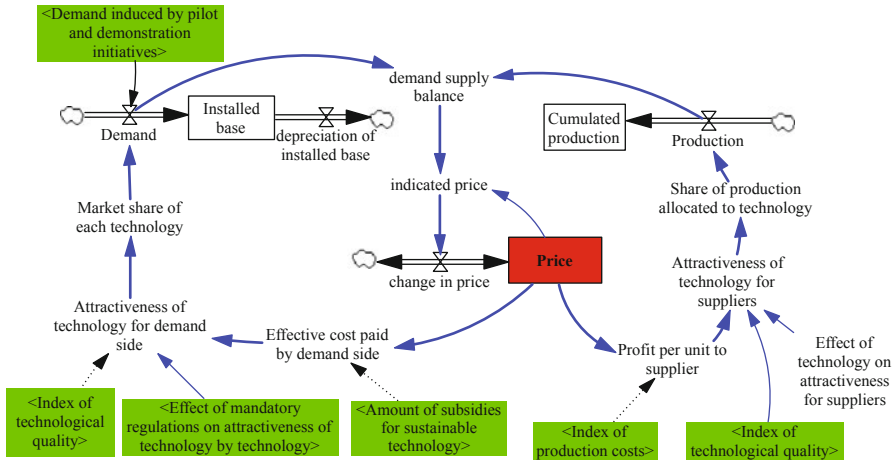 <Demand induced by pilot
and demonstration
initiatives>
demand supply
balance
Installed
base
Demand
depreciation of
installed base
Cumulated
production
Production
indicated price
Share of production
allocated to technology
Market share of
each technology
change in price
Price
Attractiveness of
technology for
suppliers
Attractiveness of
technology for demand
side
Effective cost paid
by demand side
Profit per unit to
supplier
Effect of
technology on
attractiveness
for suppliers
<Index of
technological
quality>
<Effect of mandatory
regulations on attractiveness of
technology by technology>
<Amount of subsidies
for sustainable
technology>
<Index of
production costs>
<Index of
technological quality>